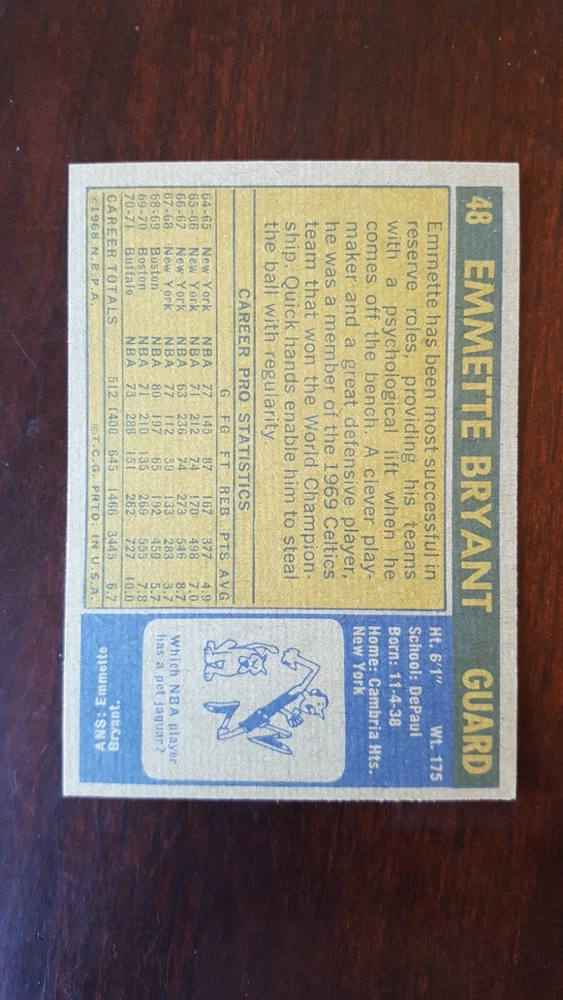 48 EMMETTE BRYANT GUARD
Emmette has been most successful in
reserve roles, providing his teams
with a psychological lift when he
comes off the bench. A clever play-
maker and a great defensive player,
he was a member of the 1969 Celtics
team that won the World Champion-
ship. Quick hands enable him to steal
the ball with regularity.
CAREER PRO STATISTICS
G FG FT REB PTS AVG
64-65 New York NBA 77 145 87 167 377 4.9
65-66 New York NBA 71 212 74 170 498 7.0
66-67 New York NBA 63 236 74 273 546 8.7
67-68 New York NBA 77 112 59 133 283 3.7
68-69 Boston NBA 80 197 65 192 459 5.7
69-70 Boston NBA 71 210 135 269 555 7.8
70-71 Buffalo NBA 73 288 151 262 727 10.0
CAREER TOTALS 512 1400 645 1466 3445 6.7
©1968 N.B.P.A. ©T.C.G. PRTD. IN U.S.A.
Ht. 6'1" Wt. 175
School: DePaul
Born: 11-4-38
Home: Cambria Hts.
New York
Which NBA player
has a pet jaguar?
ANS: Emmette
Bryant.